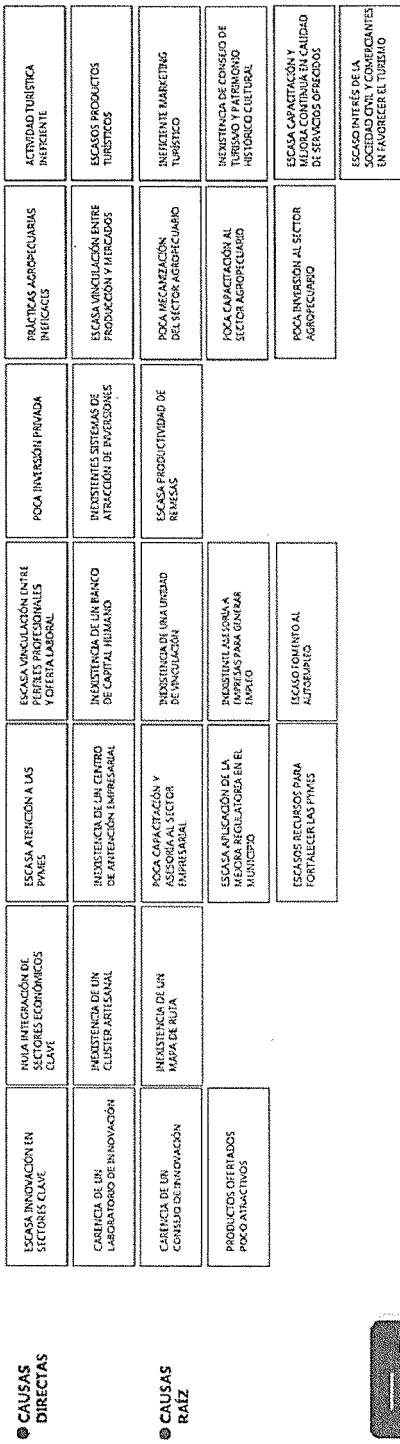 ● CAUSAS
DIRECTAS
ESCASA INNOVACIÓN EN
SECTORES CLAVE
NULA INTEGRACIÓN DE
SECTORES ECONÓMICOS
CLAVE
ESCASA ATENCIÓN A LAS
PYMES
ESCASA VINCULACIÓN ENTRE
PERFILES PROFESIONALES
Y OFERTA LABORAL
POCA INVERSIÓN PRIVADA
PRÁCTICAS AGROPECUARIAS
INEFICACES
ACTIVIDAD TURÍSTICA
INEFICIENTE
CARENCIA DE UN
LABORATORIO DE INNOVACIÓN
INEXISTENCIA DE UN
CLUSTER ARTESANAL
INEXISTENCIA DE UN CENTRO
DE ANTENCIÓN EMPRESARIAL
INEXISTENCIA DE UN BANCO
DE CAPITAL HUMANO
INEXISTENTES SISTEMAS DE
ATRACCIÓN DE INVERSIONES
ESCASA VINCULACIÓN ENTRE
PRODUCCIÓN Y MERCADOS
ESCASOS PRODUCTOS
TURÍSTICOS
● CAUSAS
RAÍZ
CARENCIA DE UN
CONSEJO DE INNOVACIÓN
INEXISTENCIA DE UN
MAPA DE RUTA
POCA CAPACITACIÓN Y
ASESORÍA AL SECTOR
EMPRESARIAL
INEXISTENCIA DE UNA UNIDAD
DE VINCULACIÓN
ESCASA PRODUCTIVIDAD DE
REMESAS
POCA MECANIZACIÓN
DEL SECTOR AGROPECUARIO
INEFICIENTE MARKETING
TURÍSTICO
PRODUCTOS OFERTADOS
POCO ATRACTIVOS
ESCASA APLICACIÓN DE LA
MEJORA REGULATORIA EN EL
MUNICIPIO
INEXISTENTE ASESORÍA A
EMPRESAS PARA GENERAR
EMPLEO
POCA CAPACITACIÓN AL
SECTOR AGROPECUARIO
INEXISTENCIA DE CONSEJO DE
TURISMO Y PATRIMONIO
HISTÓRICO CULTURAL
ESCASOS RECURSOS PARA
FORTALECER LAS PYMES
ESCASO FOMENTO AL
AUTOEMPLEO
POCA INVERSIÓN AL SECTOR
AGROPECUARIO
ESCASA CAPACITACIÓN Y
MEJORA CONTINUA EN CALIDAD
DE SERVICIOS OFRECIDOS
ESCASO INTERÉS DE LA
SOCIEDAD CIVIL Y COMERCIANTES
EN FAVORECER EL TURISMO